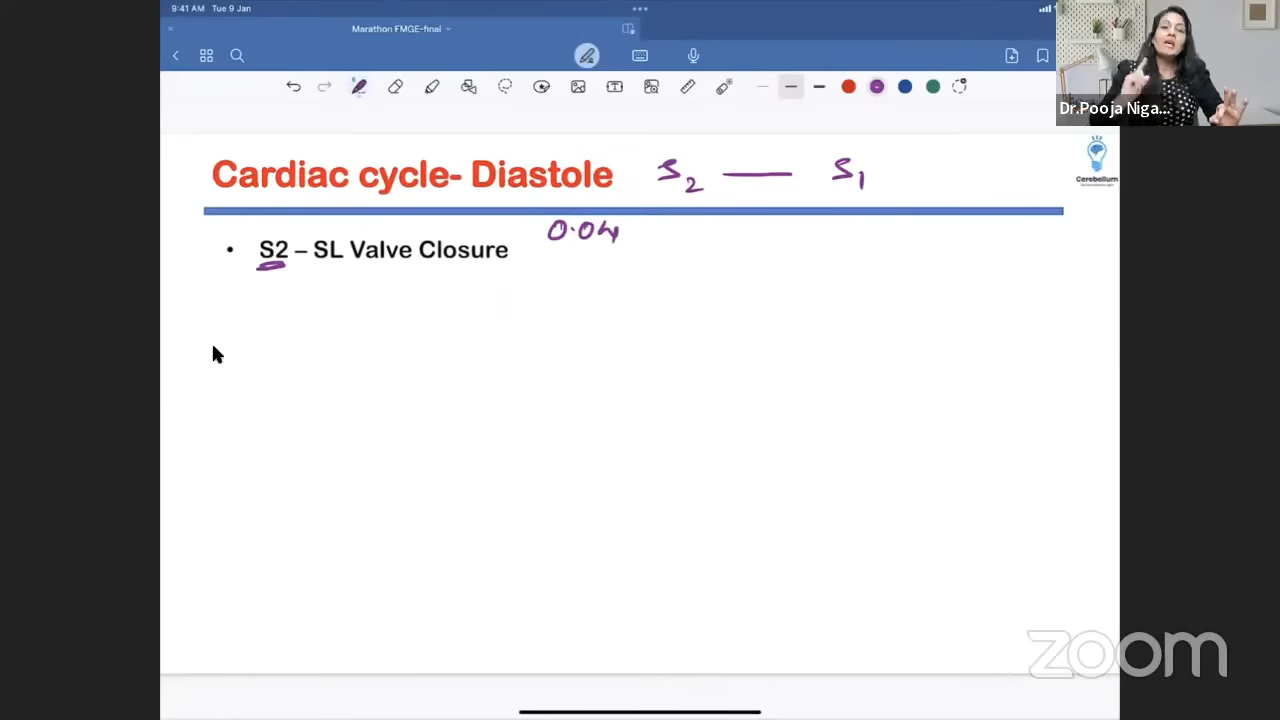 9:41 AM Tue 9 Jan
Marathon FMGE-final
Dr.Pooja Niga...
Cardiac cycle- Diastole S2 — S1
Cerebellum
0.04
• S2 – SL Valve Closure
zoom